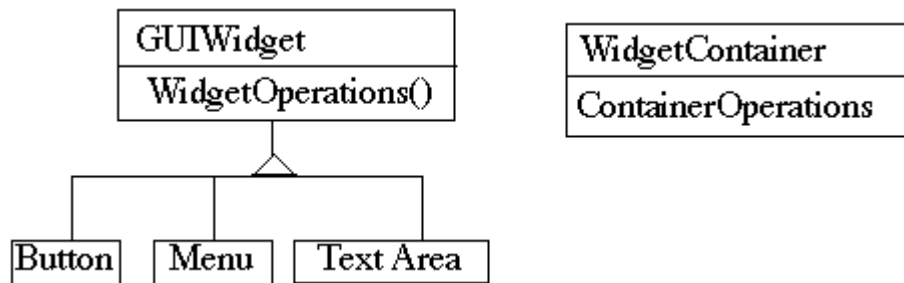 GUIWidget
WidgetOperations()
WidgetContainer
ContainerOperations
Button
Menu
Text Area